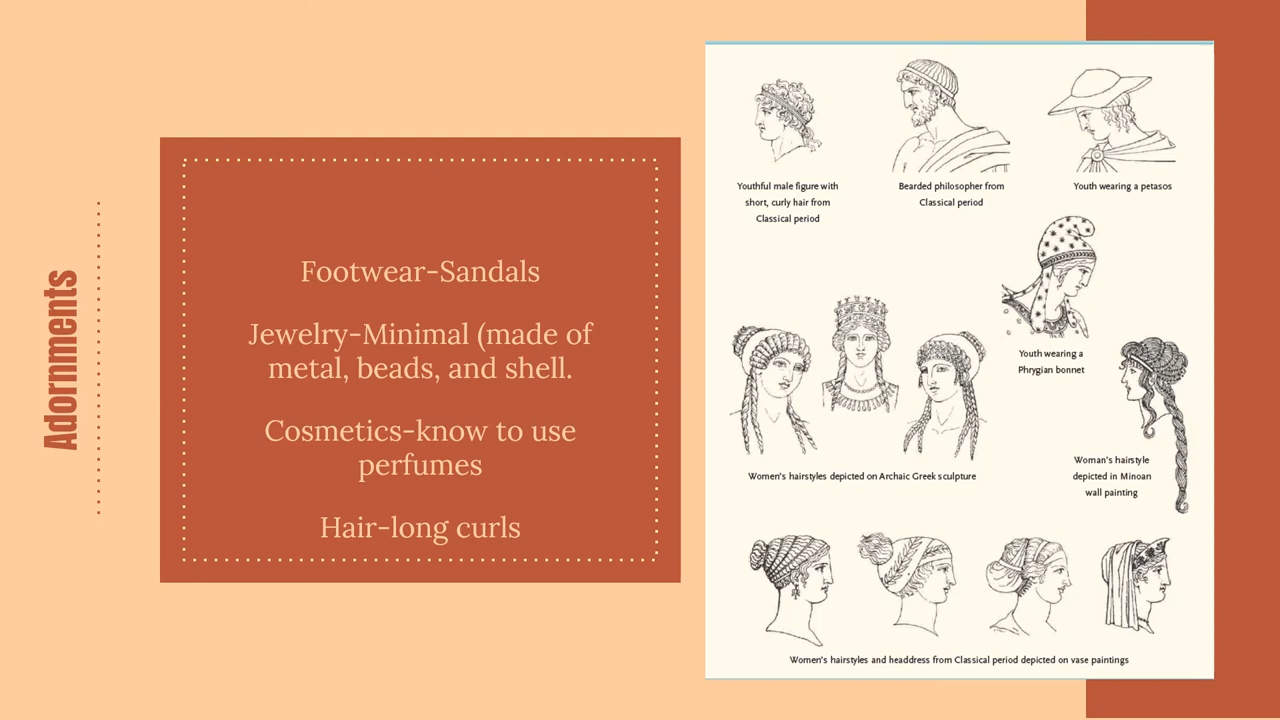 Adornments
Footwear-Sandals
Jewelry-Minimal (made of
metal, beads, and shell.
Cosmetics-know to use
perfumes
Hair-long curls
Youthful male figure with
short, curly hair from
Classical period
Bearded philosopher from
Classical period
Youth wearing a petasos
Youth wearing a
Phrygian bonnet
Women's hairstyles depicted on Archaic Greek sculpture
Woman's hairstyle
depicted in Minoan
wall painting
Women's hairstyles and headdress from Classical period depicted on vase paintings